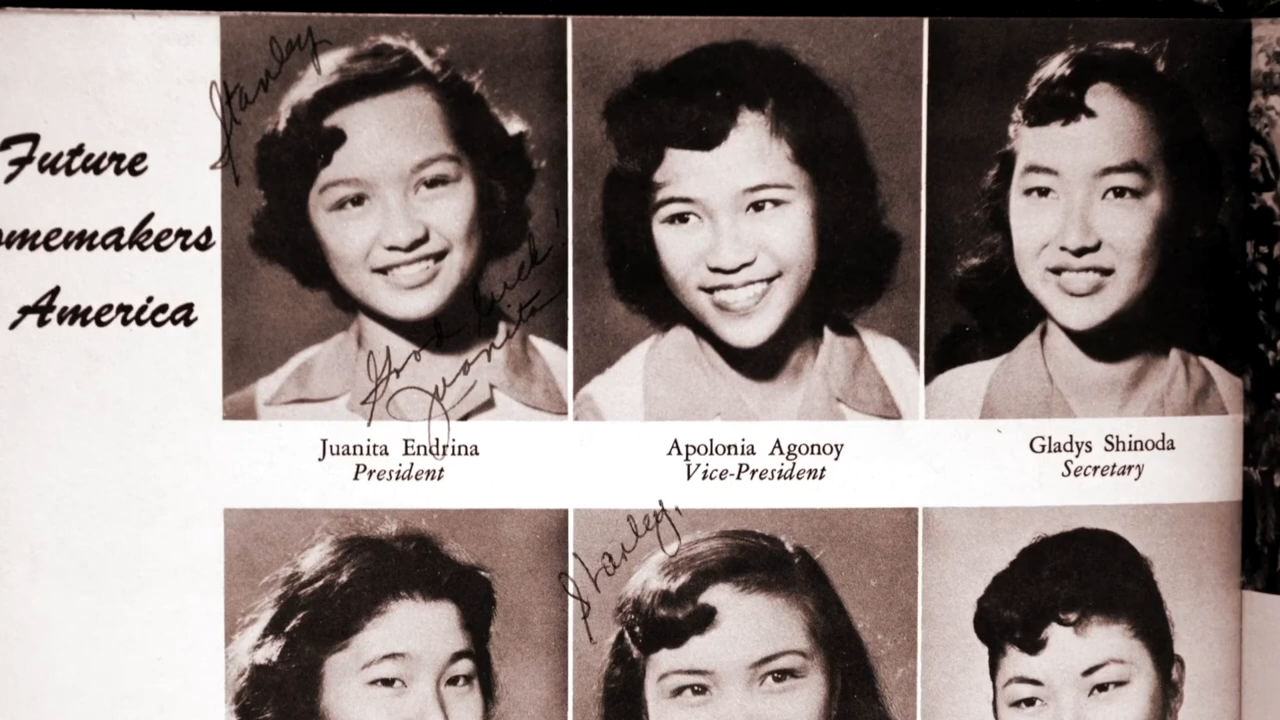 Future
omemakers
America
Stanley
Good Luck!
Juanita
Juanita Endrina
President
Apolonia Agonoy
Vice-President
Gladys Shinoda
Secretary
Stanley,